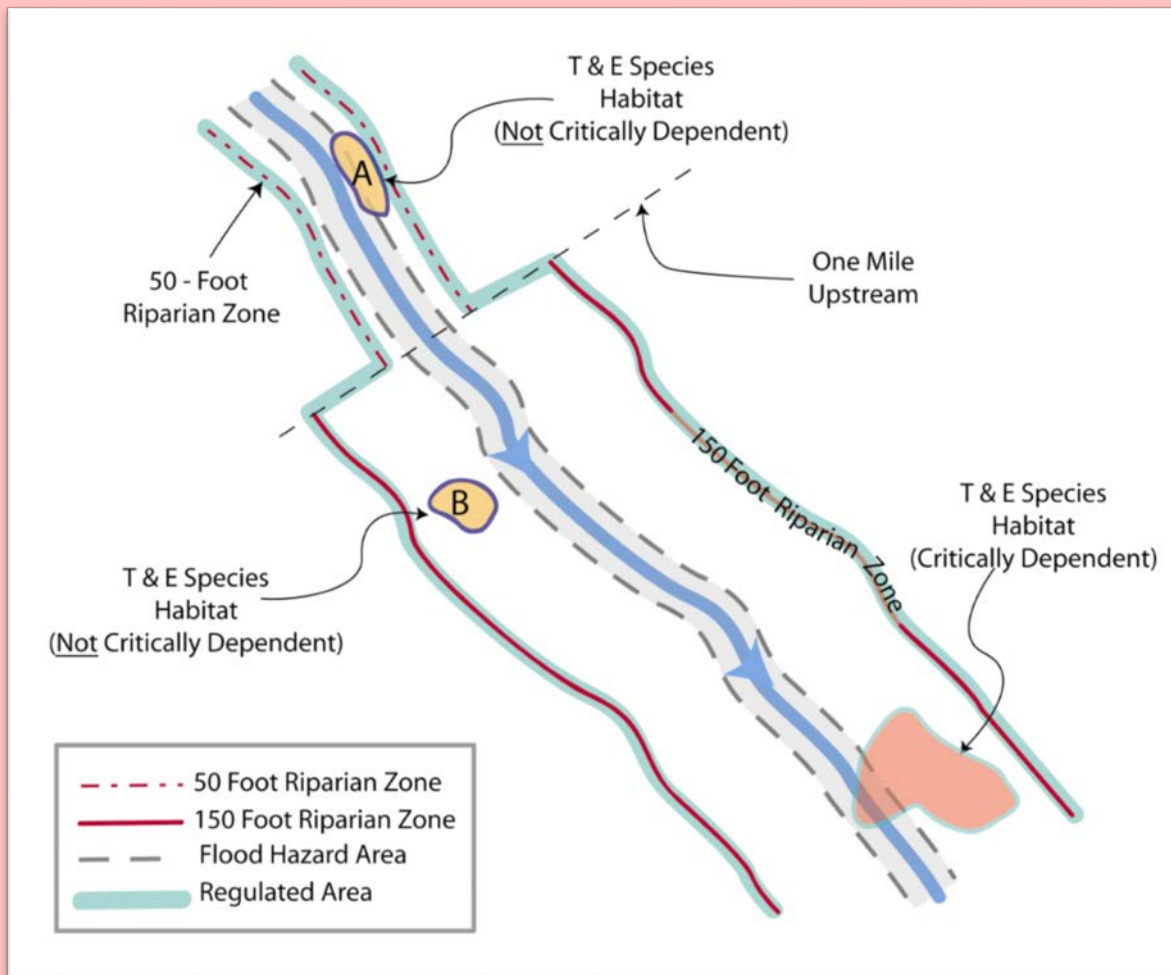 T & E Species
Habitat
(Not Critically Dependent)
A
50 - Foot
Riparian Zone
One Mile
Upstream
150 Foot Riparian Zone
B
T & E Species
Habitat
(Critically Dependent)
T & E Species
Habitat
(Not Critically Dependent)
50 Foot Riparian Zone
150 Foot Riparian Zone
Flood Hazard Area
Regulated Area